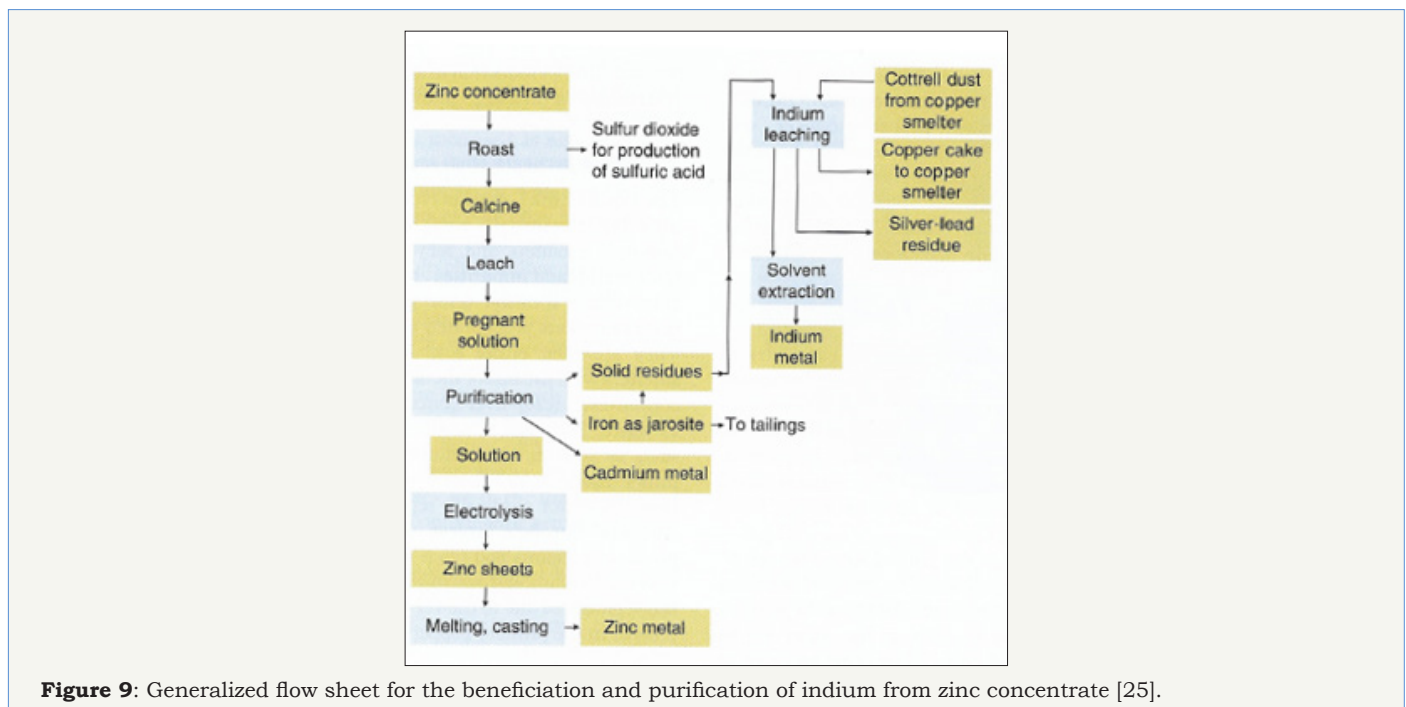 Zinc concentrate
Roast
Sulfur dioxide
for production
of sulfuric acid
Calcine
Leach
Pregnant
solution
Purification
Solid residues
Iron as jarosite
To tailings
Cadmium metal
Solution
Electrolysis
Zinc sheets
Melting, casting
Zinc metal
Indium
leaching
Cottrell dust
from copper
smelter
Copper cake
to copper
smelter
Silver-lead
residue
Solvent
extraction
Indium
metal
Figure 9: Generalized flow sheet for the beneficiation and purification of indium from zinc concentrate [25].